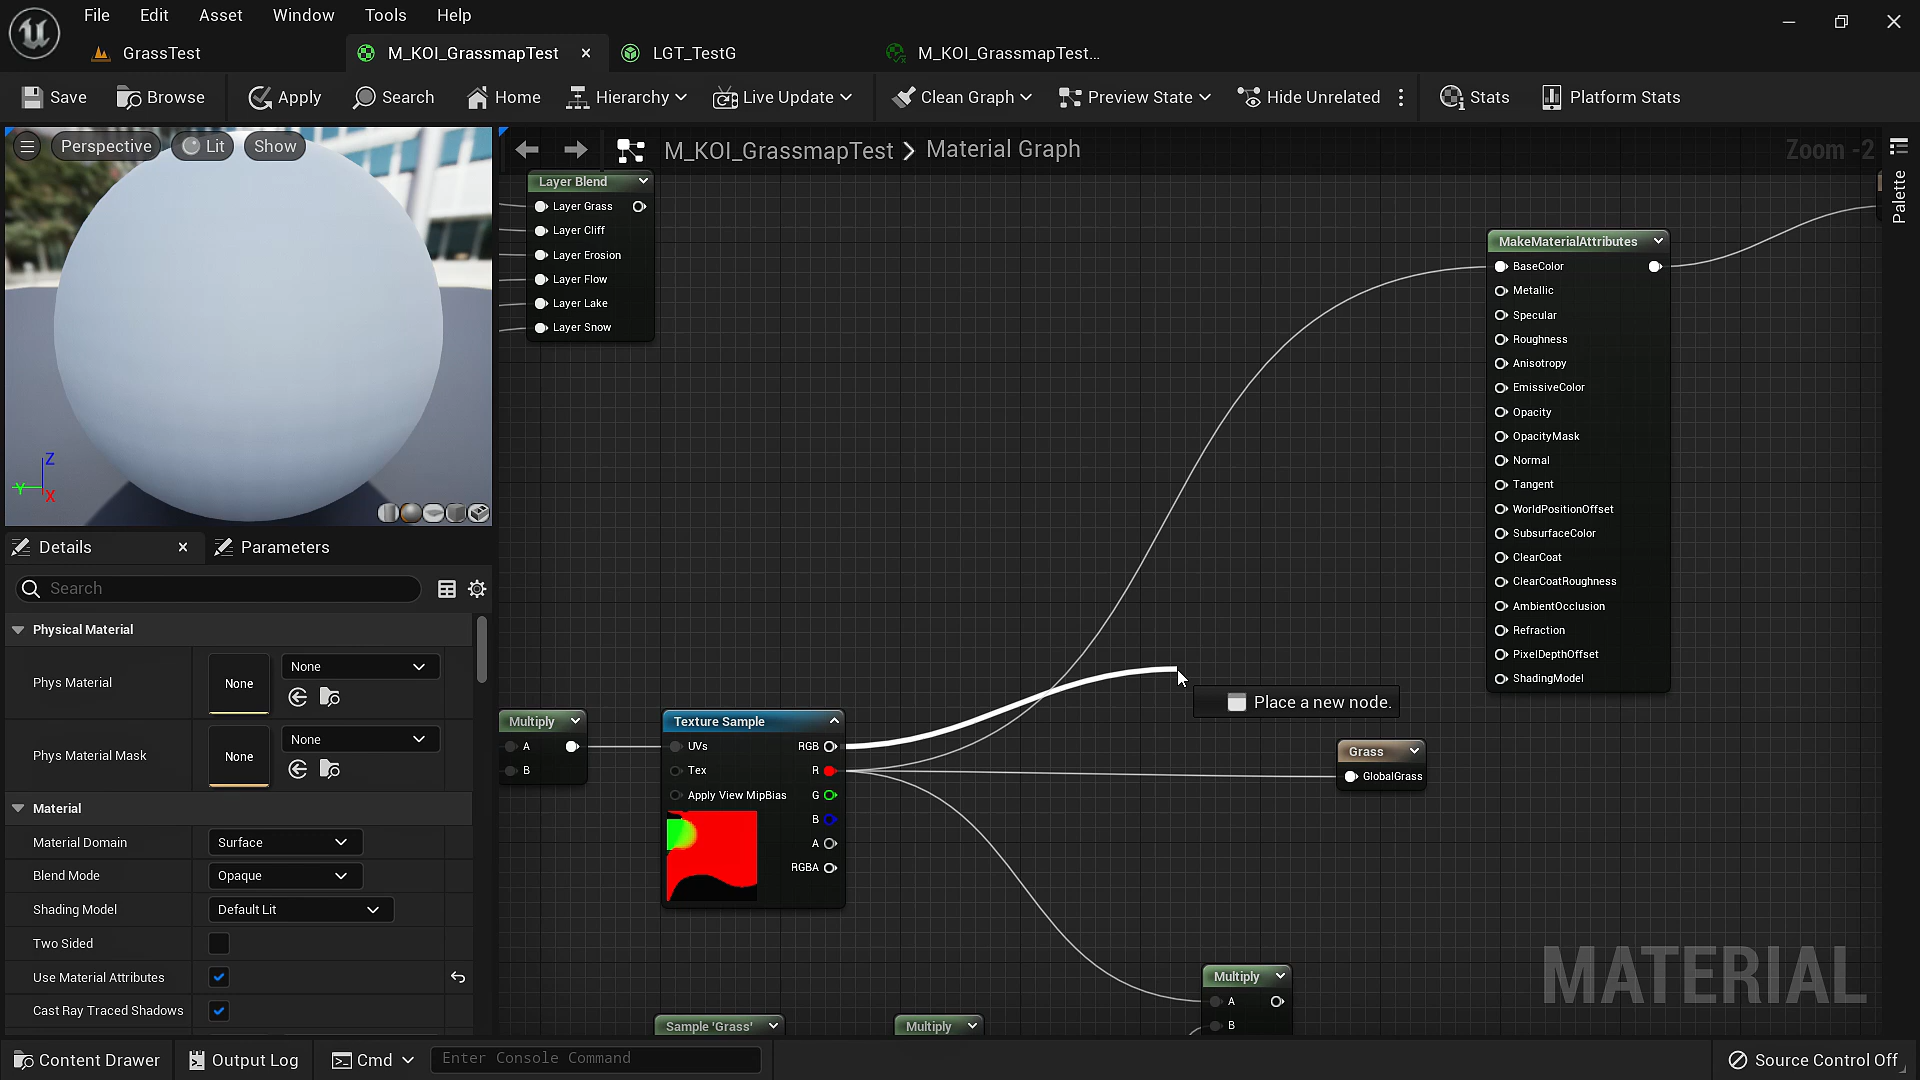 File Edit Asset Window Tools Help
GrassTest M_KOI_GrassmapTest LGT_TestG M_KOI_GrassmapTest...
Save Browse Apply Search Home Hierarchy Live Update Clean Graph Preview State Hide Unrelated Stats Platform Stats
Perspective Lit Show
M_KOI_GrassmapTest Material Graph
Zoom -2
Palette
Z
Y
X
Layer Blend
Layer Grass
Layer Cliff
Layer Erosion
Layer Flow
Layer Lake
Layer Snow
MakeMaterialAttributes
BaseColor
Metallic
Specular
Roughness
Anisotropy
EmissiveColor
Opacity
OpacityMask
Normal
Tangent
WorldPositionOffset
SubsurfaceColor
ClearCoat
ClearCoatRoughness
AmbientOcclusion
Refraction
PixelDepthOffset
ShadingModel
Details Parameters
Search
Physical Material
Phys Material None None
Phys Material Mask None None
Material
Material Domain Surface
Blend Mode Opaque
Shading Model Default Lit
Two Sided
Use Material Attributes
Cast Ray Traced Shadows
Multiply
A
B
Texture Sample
UVs RGB
Tex R
Apply View MipBias G
B
A
RGBA
Place a new node.
Grass
GlobalGrass
Multiply
A
B
Sample 'Grass'
Multiply
MATERIAL
Content Drawer Output Log Cmd Enter Console Command Source Control Off